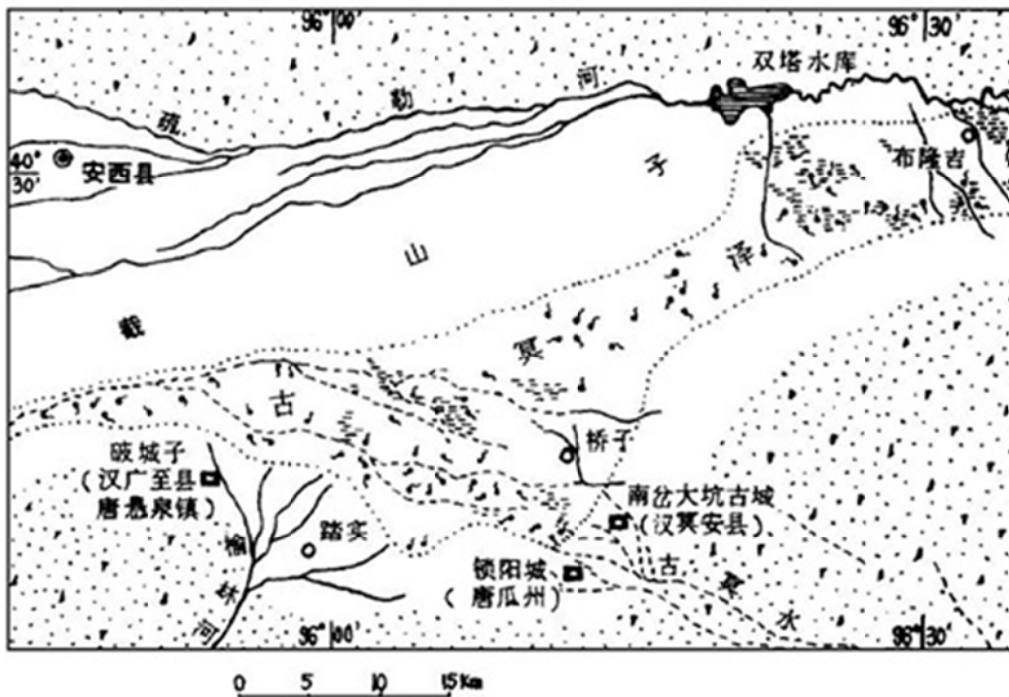 96° 00′
96° 30′
双塔水库
疏勒河
40° 30′
安西县
布隆吉
截山子
古冥泽
桥子
破城子
(汉广至县
唐悬泉镇)
踏实
榆林河
南岔大坑古城
(汉冥安县)
锁阳城
(唐瓜州)
古冥水
96° 00′
96° 30′
0 5 10 15Km